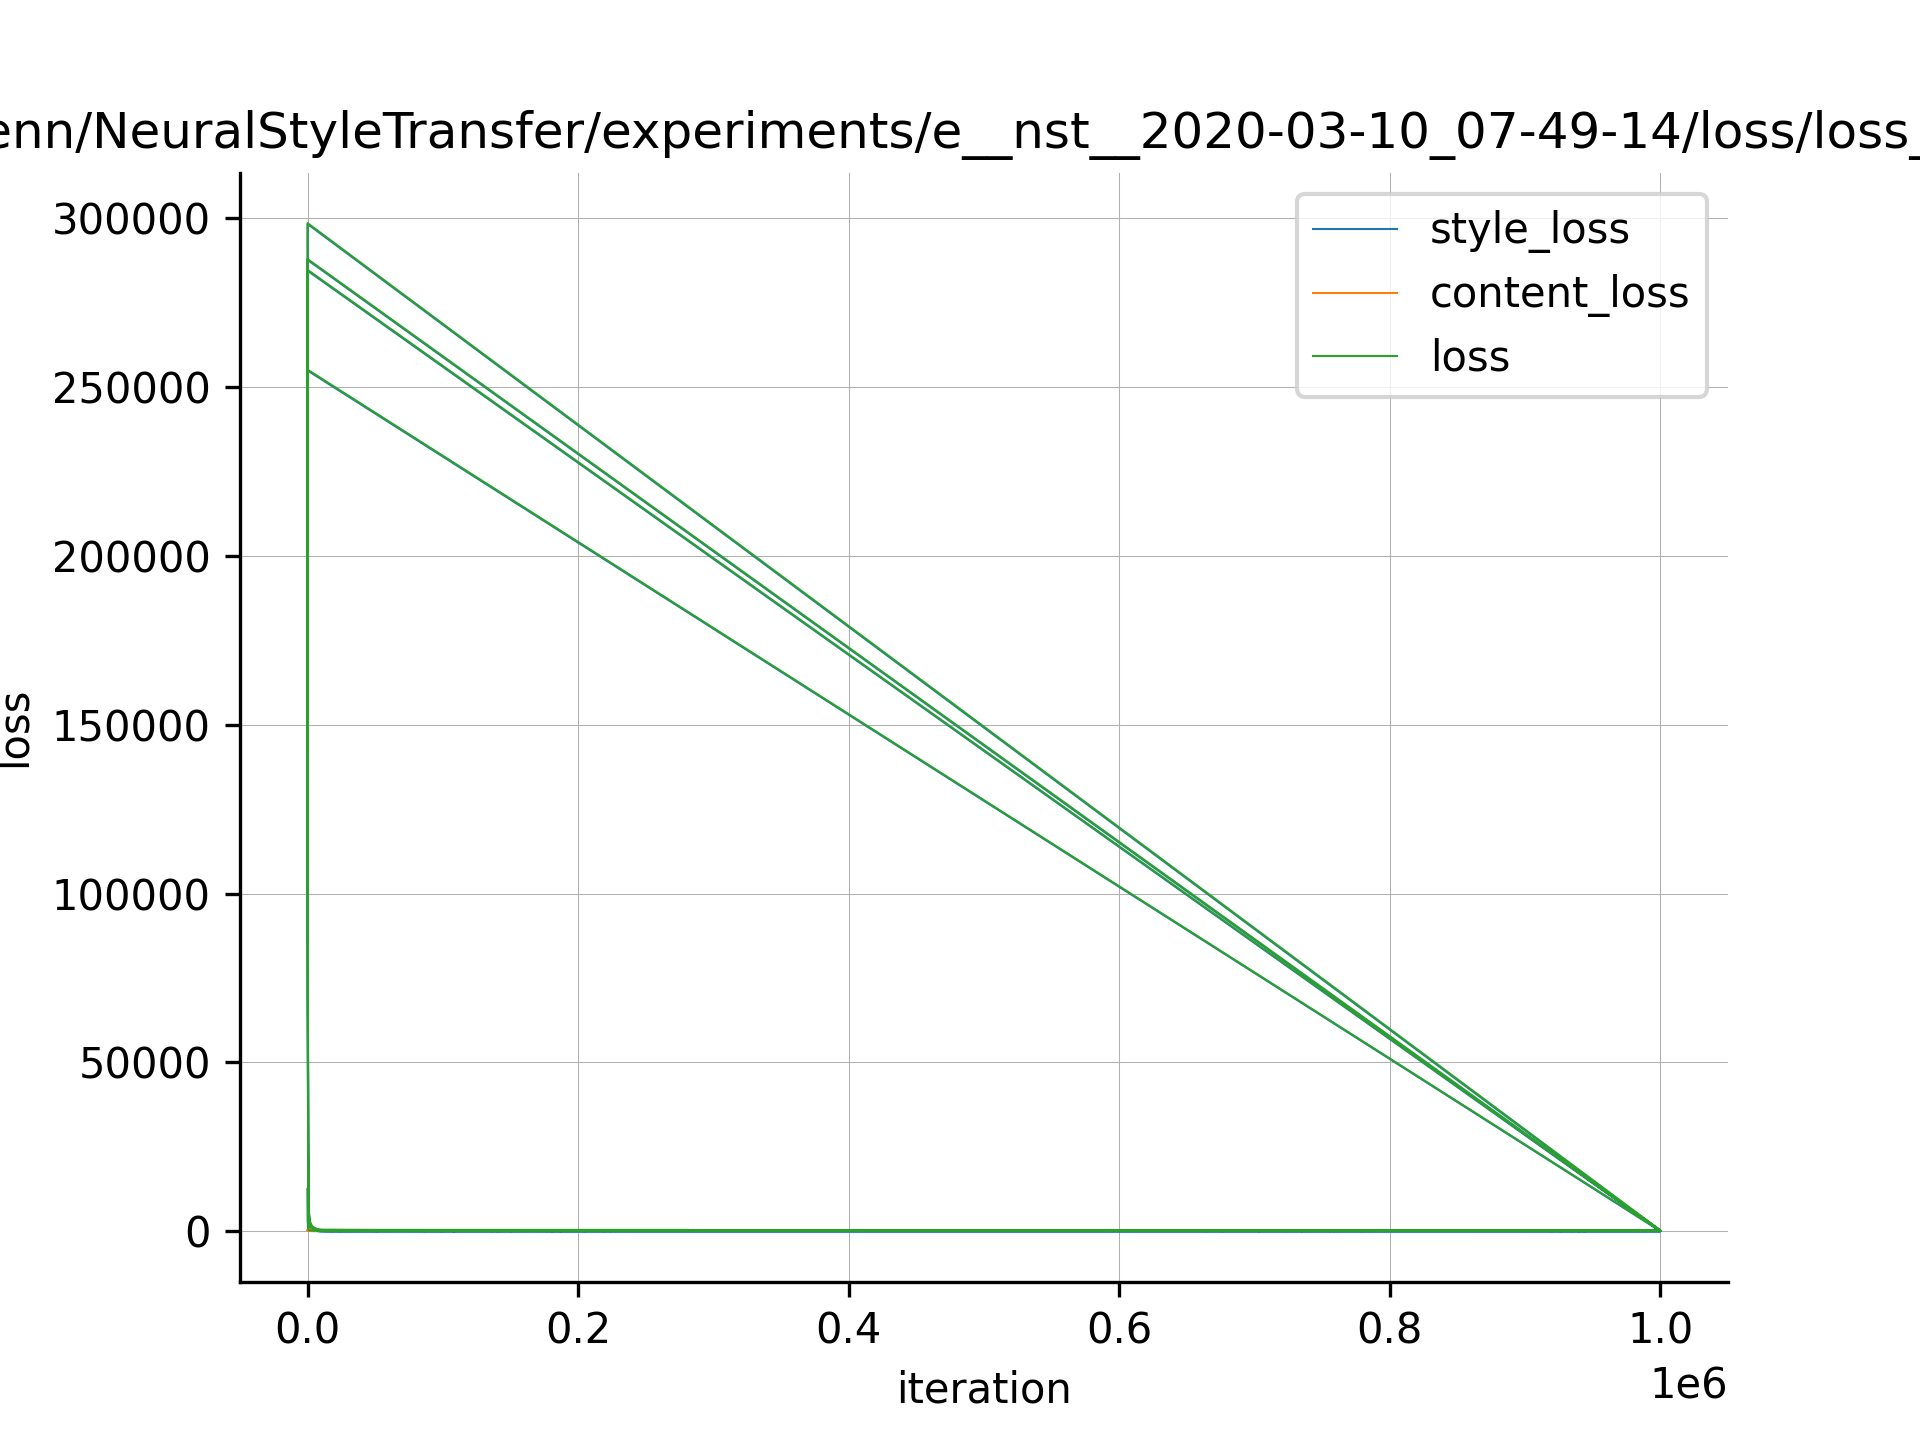 enn/NeuralStyleTransfer/experiments/e__nst__2020-03-10_07-49-14/loss/loss_
style_loss
content_loss
loss
300000
250000
200000
150000
100000
50000
0
loss
0.0 0.2 0.4 0.6 0.8 1.0
1e6
iteration